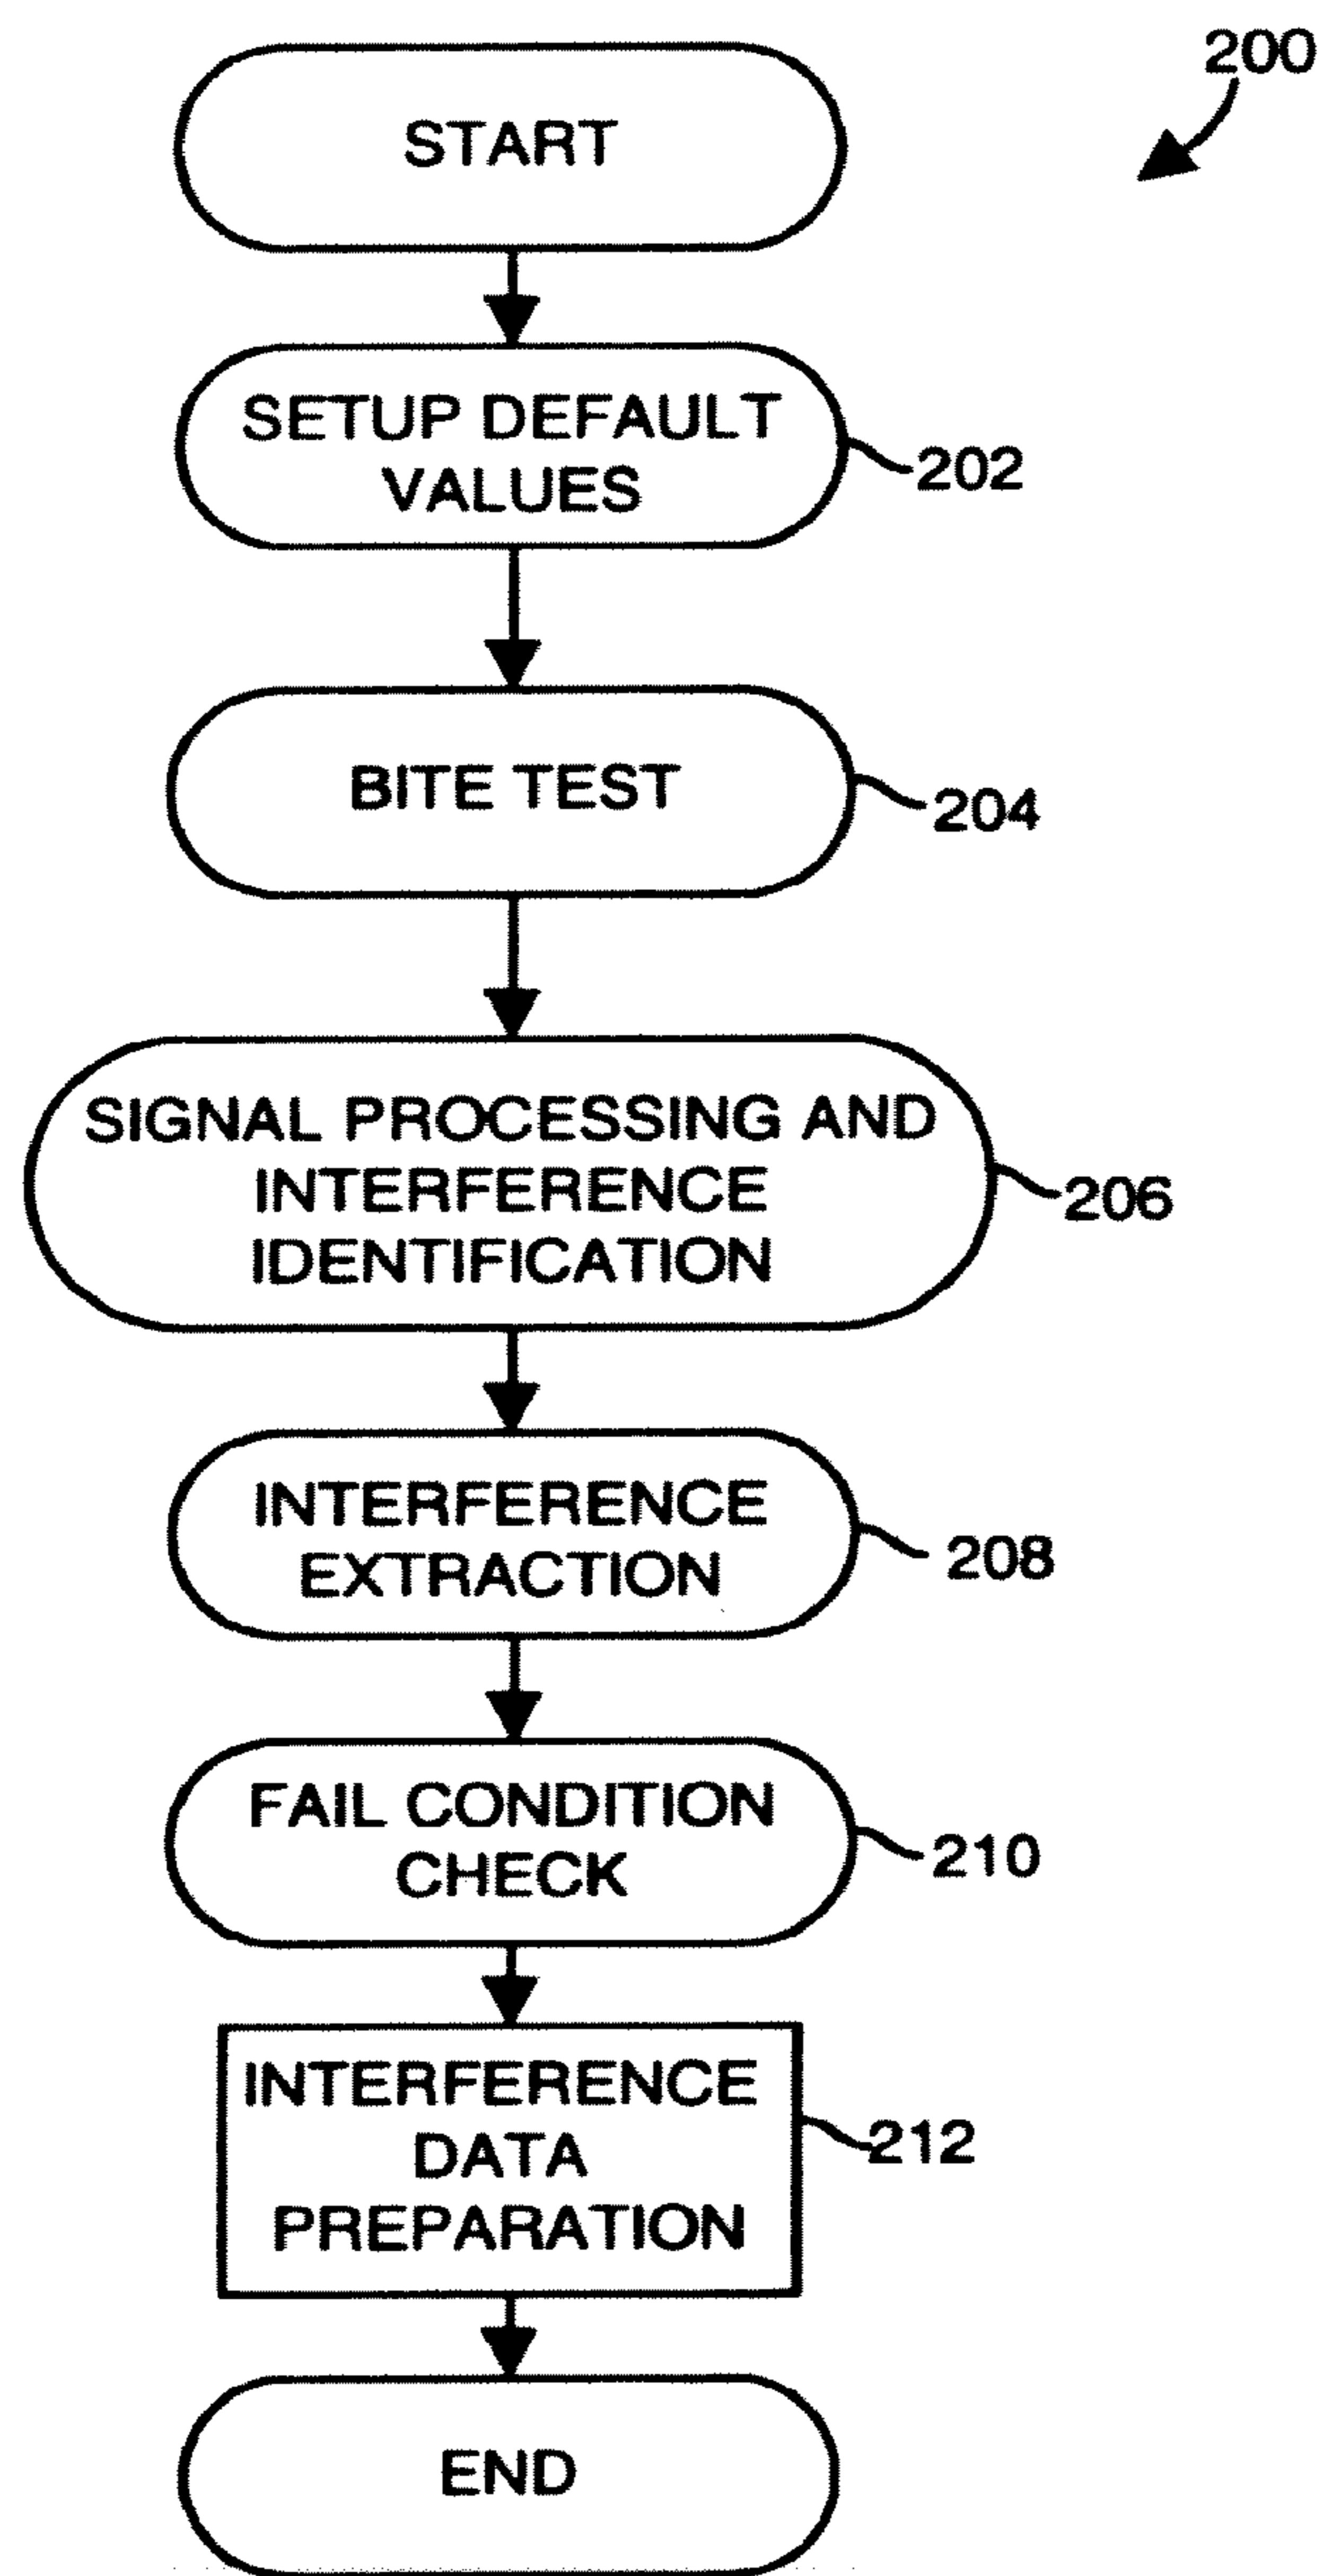 200
START
SETUP DEFAULT
VALUES
202
BITE TEST
204
SIGNAL PROCESSING AND
INTERFERENCE
IDENTIFICATION
206
INTERFERENCE
EXTRACTION
208
FAIL CONDITION
CHECK
210
INTERFERENCE
DATA
PREPARATION
212
END